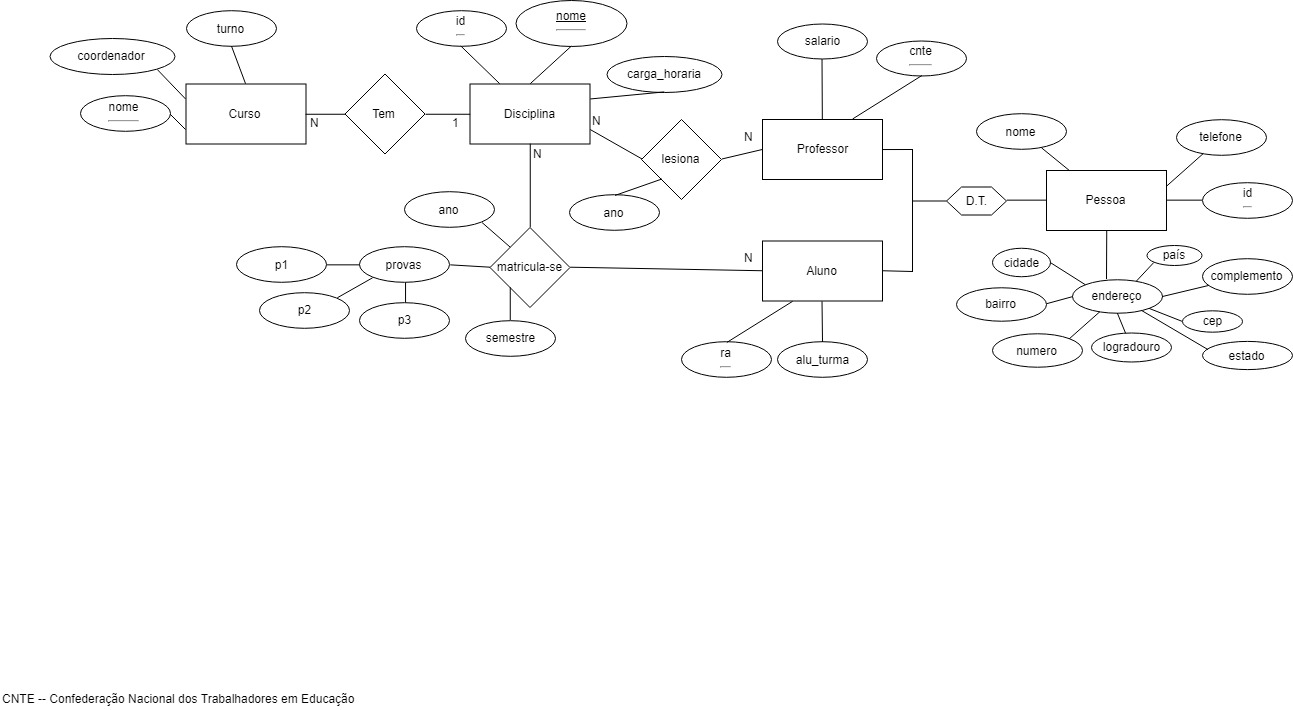 turno
coordenador
nome
Curso
N
Tem
1
id
nome
carga_horaria
Disciplina
N
N
lesiona
ano
N
salario
cnte
Professor
D.T.
nome
telefone
id
Pessoa
ano
provas
p1
p2
p3
matricula-se
semestre
N
Aluno
ra
alu_turma
cidade
país
complemento
bairro
endereço
cep
numero
logradouro
estado
CNTE -- Confederação Nacional dos Trabalhadores em Educação